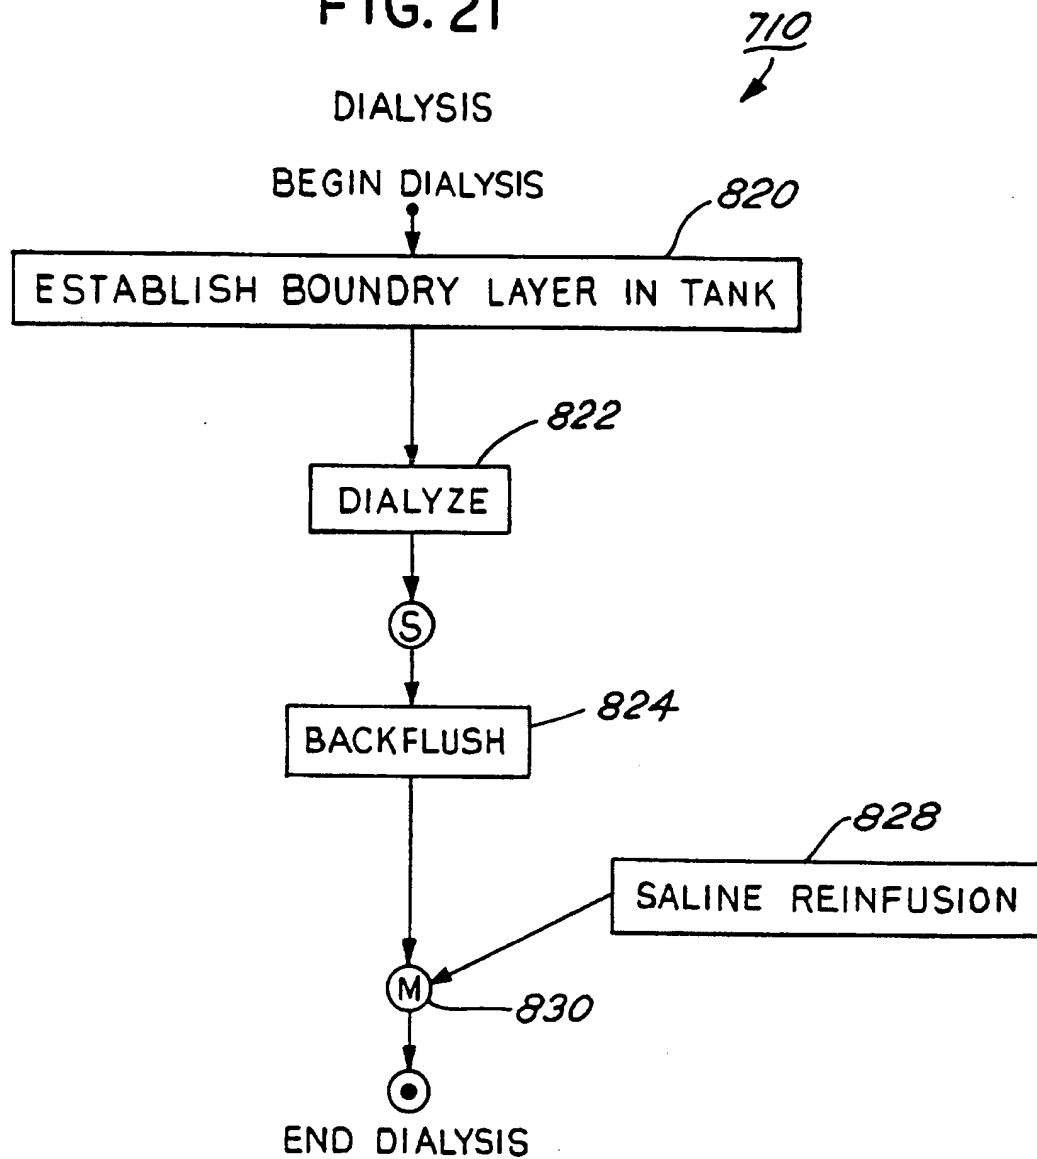 FIG. 21
710
DIALYSIS
BEGIN DIALYSIS
820
ESTABLISH BOUNDRY LAYER IN TANK
822
DIALYZE
S
824
BACKFLUSH
828
SALINE REINFUSION
M
830
END DIALYSIS